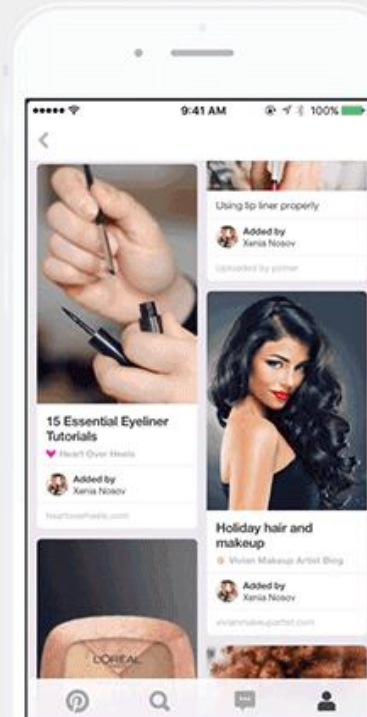 9:41 AM
100%
15 Essential Eyeliner
Tutorials
Heart Over Heels
Added by
Xenia Nosov
heartoverheels.com
LOREAL
Using lip liner properly
Added by
Xenia Nosov
Uploaded by pinner
Holiday hair and
makeup
Vivian Makeup Artist Blog
Added by
Xenia Nosov
vivianmakeupartist.com